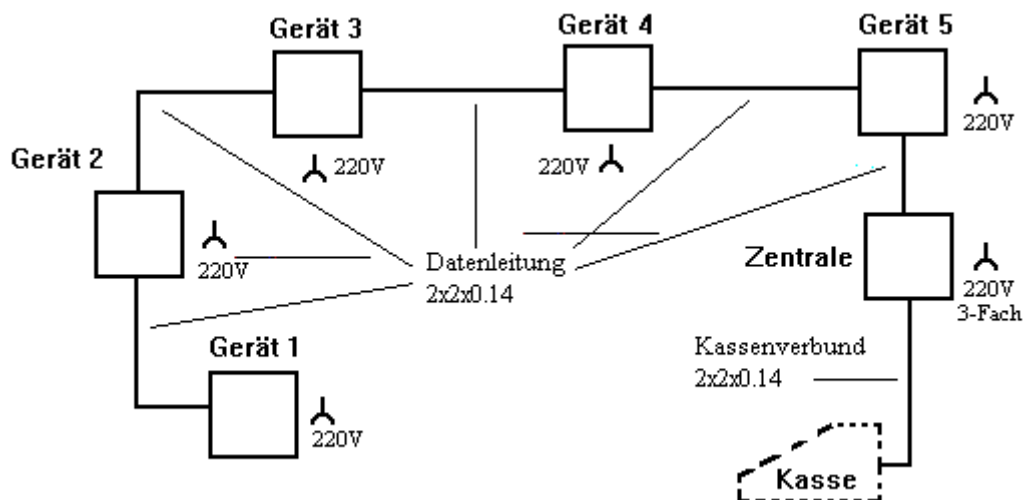 Gerät 3
Gerät 4
Gerät 5
220V
220V
220V
Gerät 2
220V
Datenleitung
2x2x0.14
Zentrale
220V
3-Fach
Gerät 1
220V
Kassenverbund
2x2x0.14
Kasse